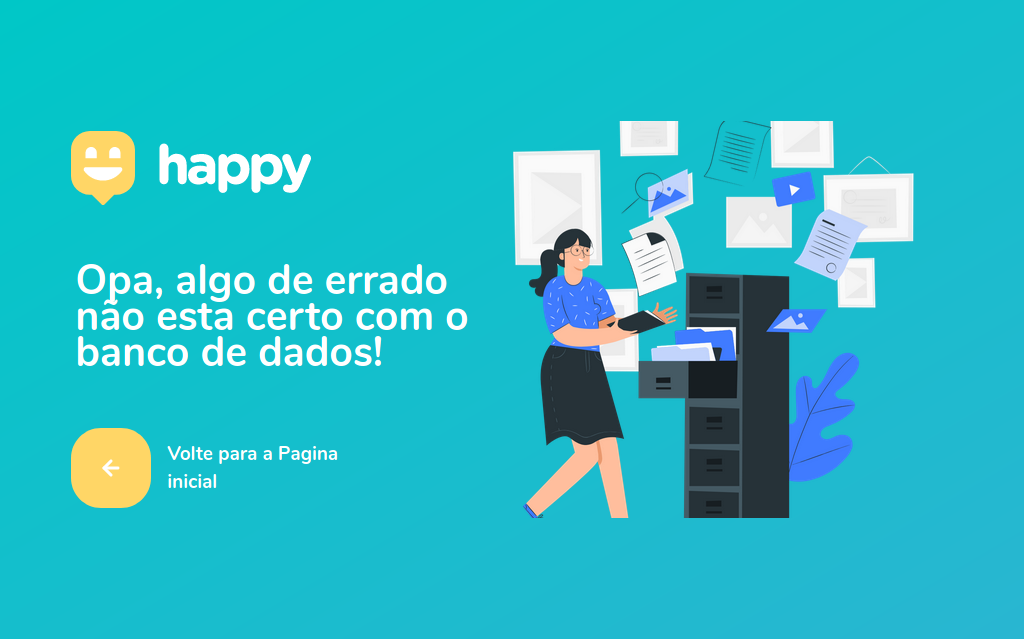 happy
Opa, algo de errado
não esta certo com o
banco de dados!
Volte para a Pagina
inicial